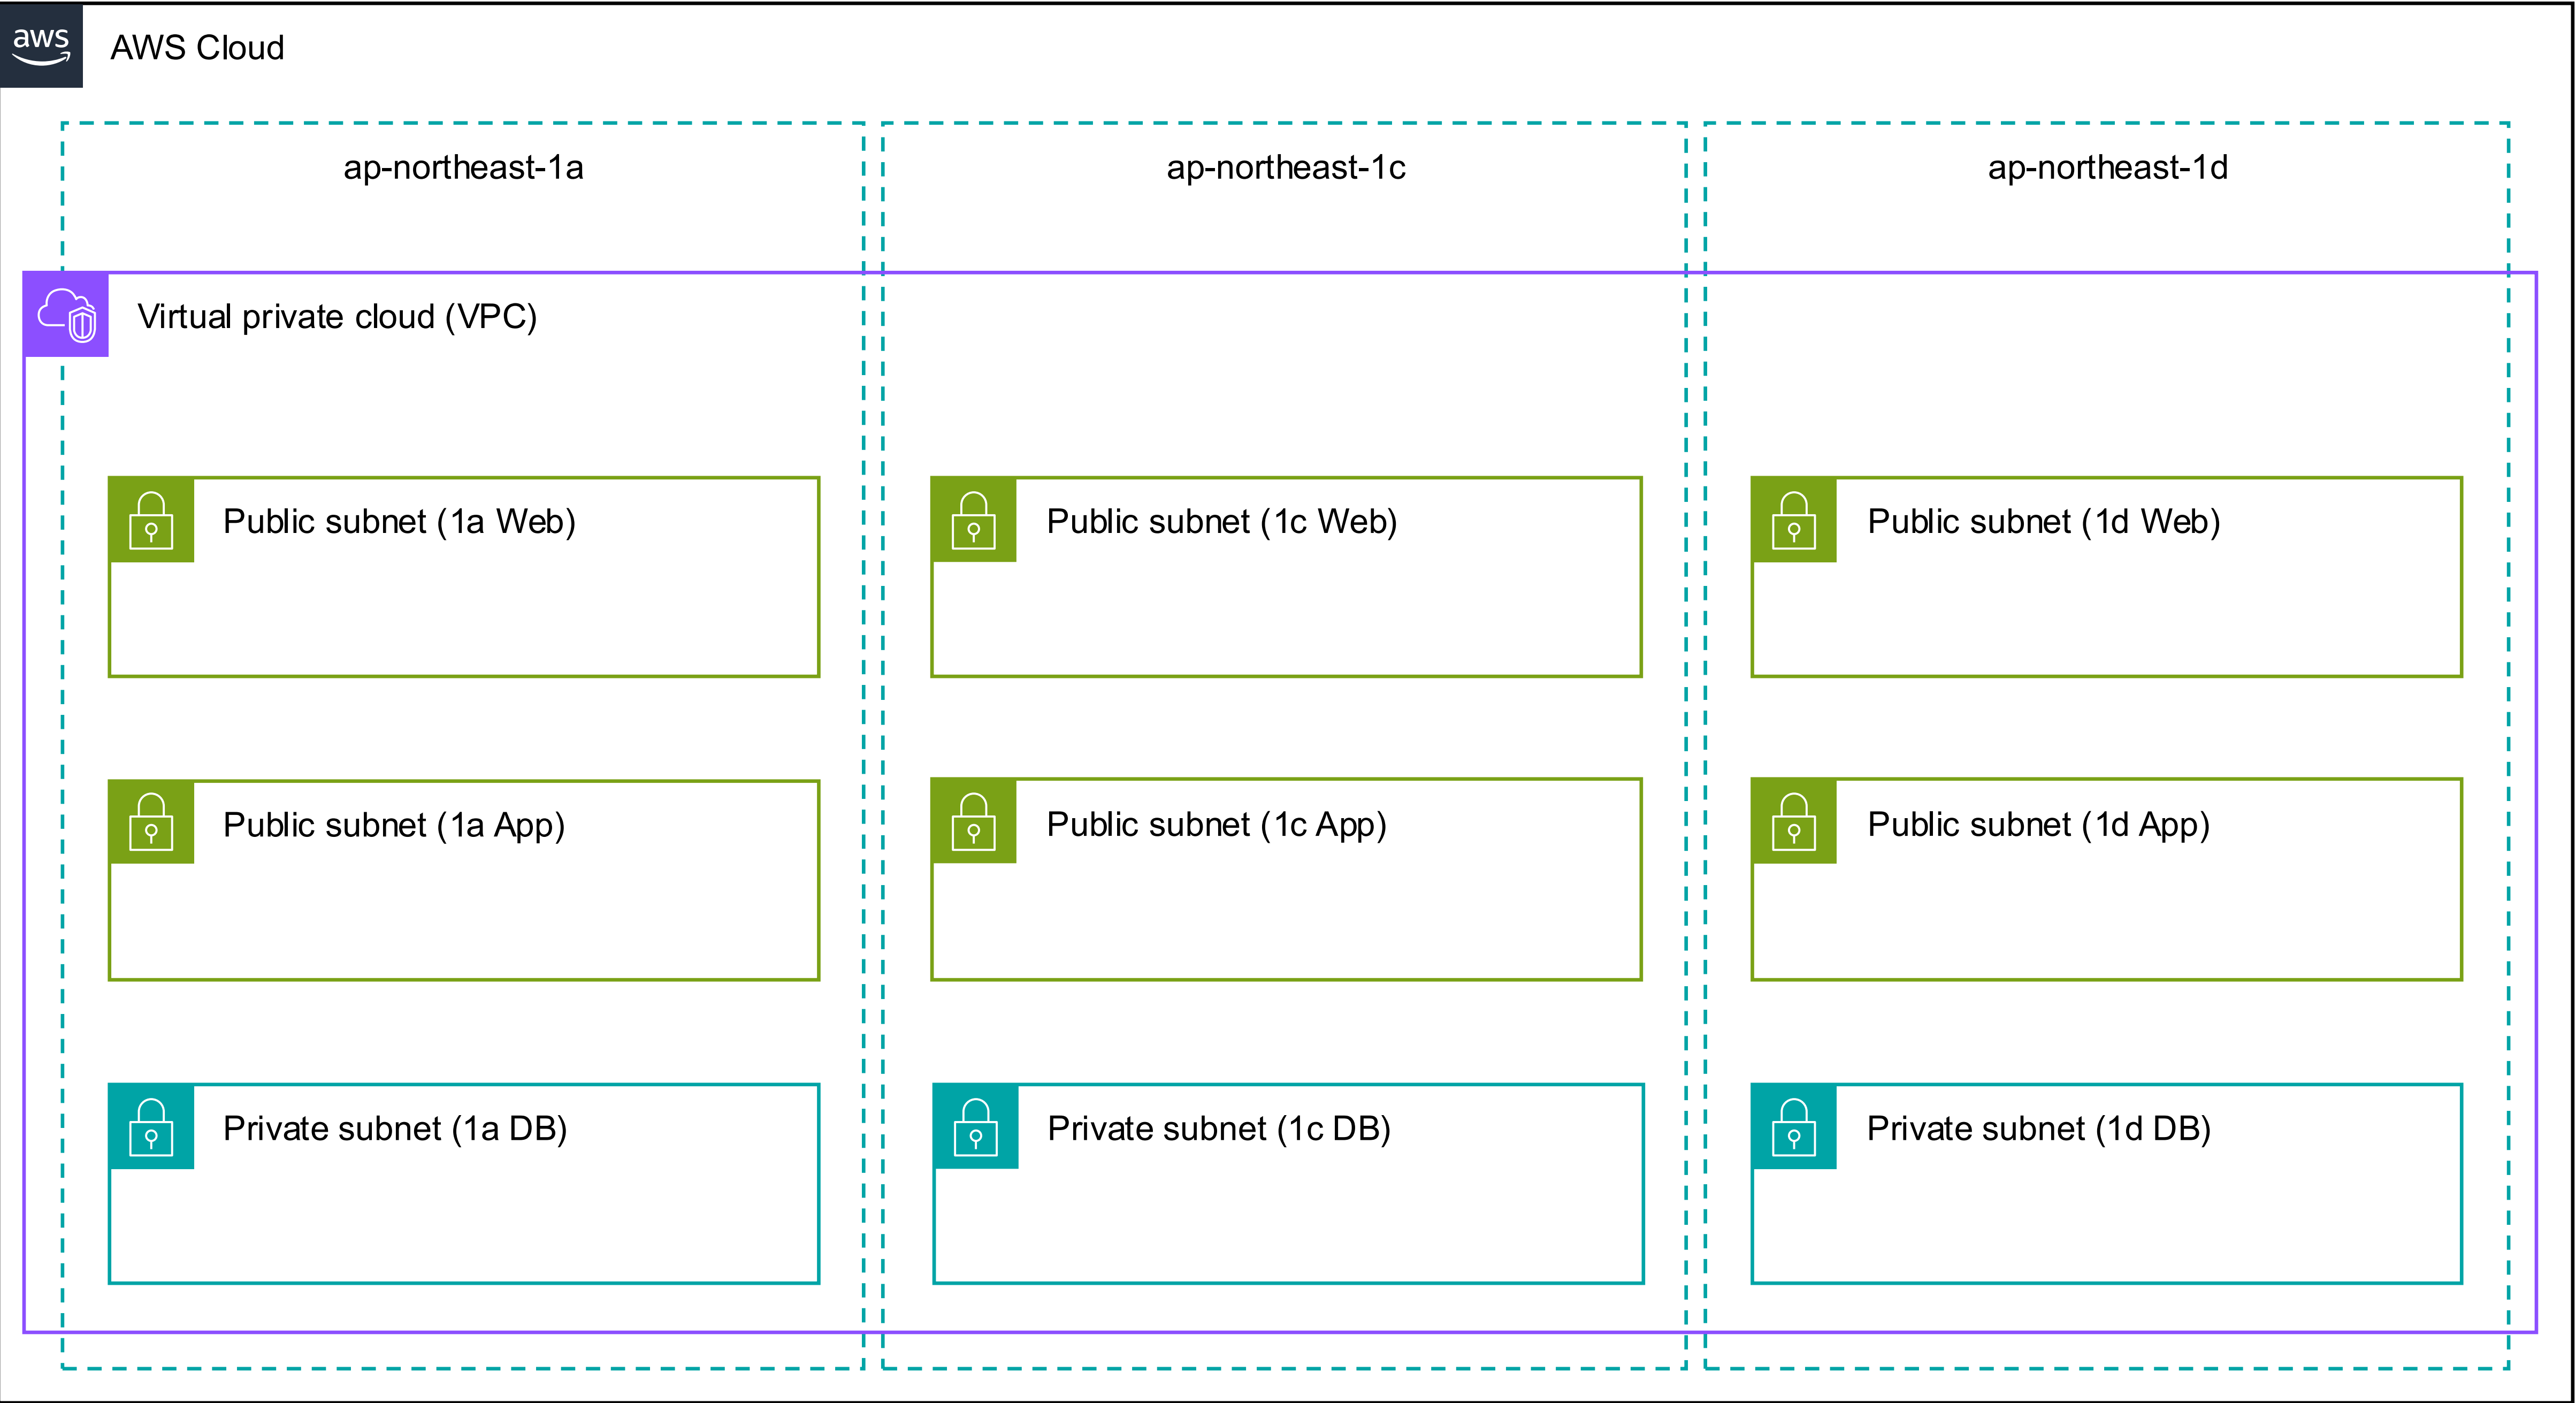 aws
AWS Cloud
ap-northeast-1a
ap-northeast-1c
ap-northeast-1d
Virtual private cloud (VPC)
Public subnet (1a Web)
Public subnet (1c Web)
Public subnet (1d Web)
Public subnet (1a App)
Public subnet (1c App)
Public subnet (1d App)
Private subnet (1a DB)
Private subnet (1c DB)
Private subnet (1d DB)